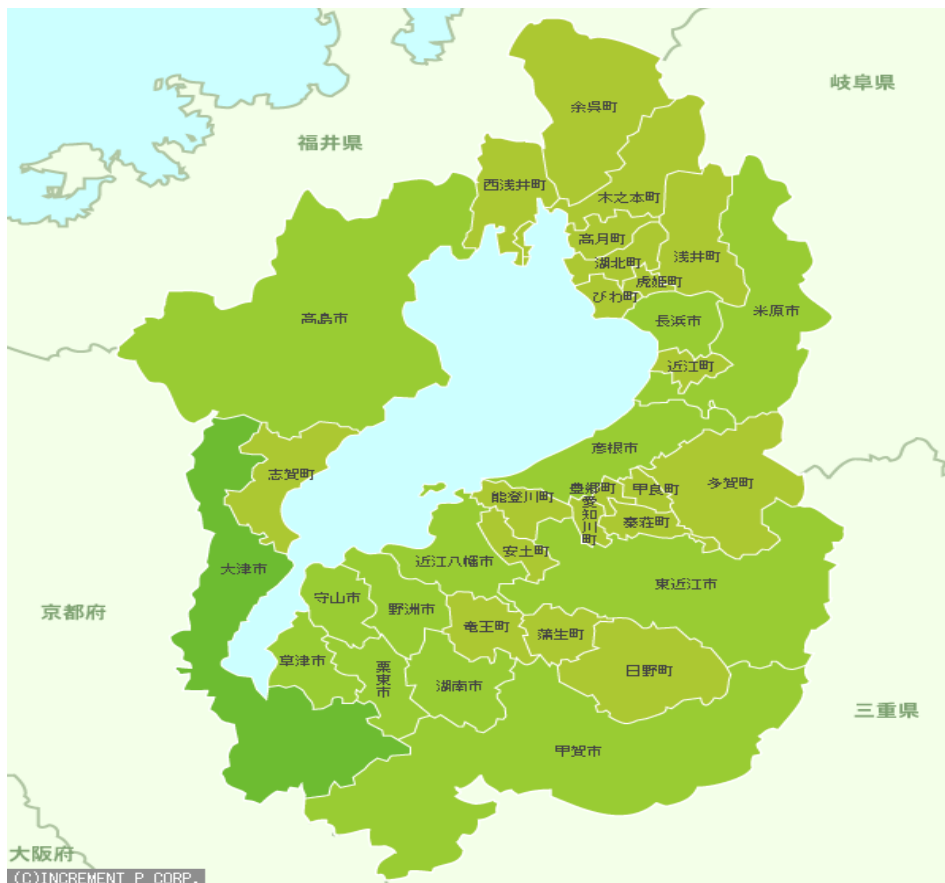 岐阜県
余呉町
福井県
西浅井町
木之本町
高月町
浅井町
湖北町
虎姫町
びわ町
米原市
高島市
長浜市
近江町
彦根市
志賀町
多賀町
豊郷町
甲良町
能登川町
愛知川町
秦荘町
安土町
近江八幡市
大津市
東近江市
守山市
野洲市
京都府
竜王町
蒲生町
草津市
栗東市
日野町
湖南市
三重県
甲賀市
大阪府
(C)INCREMENT P CORP.